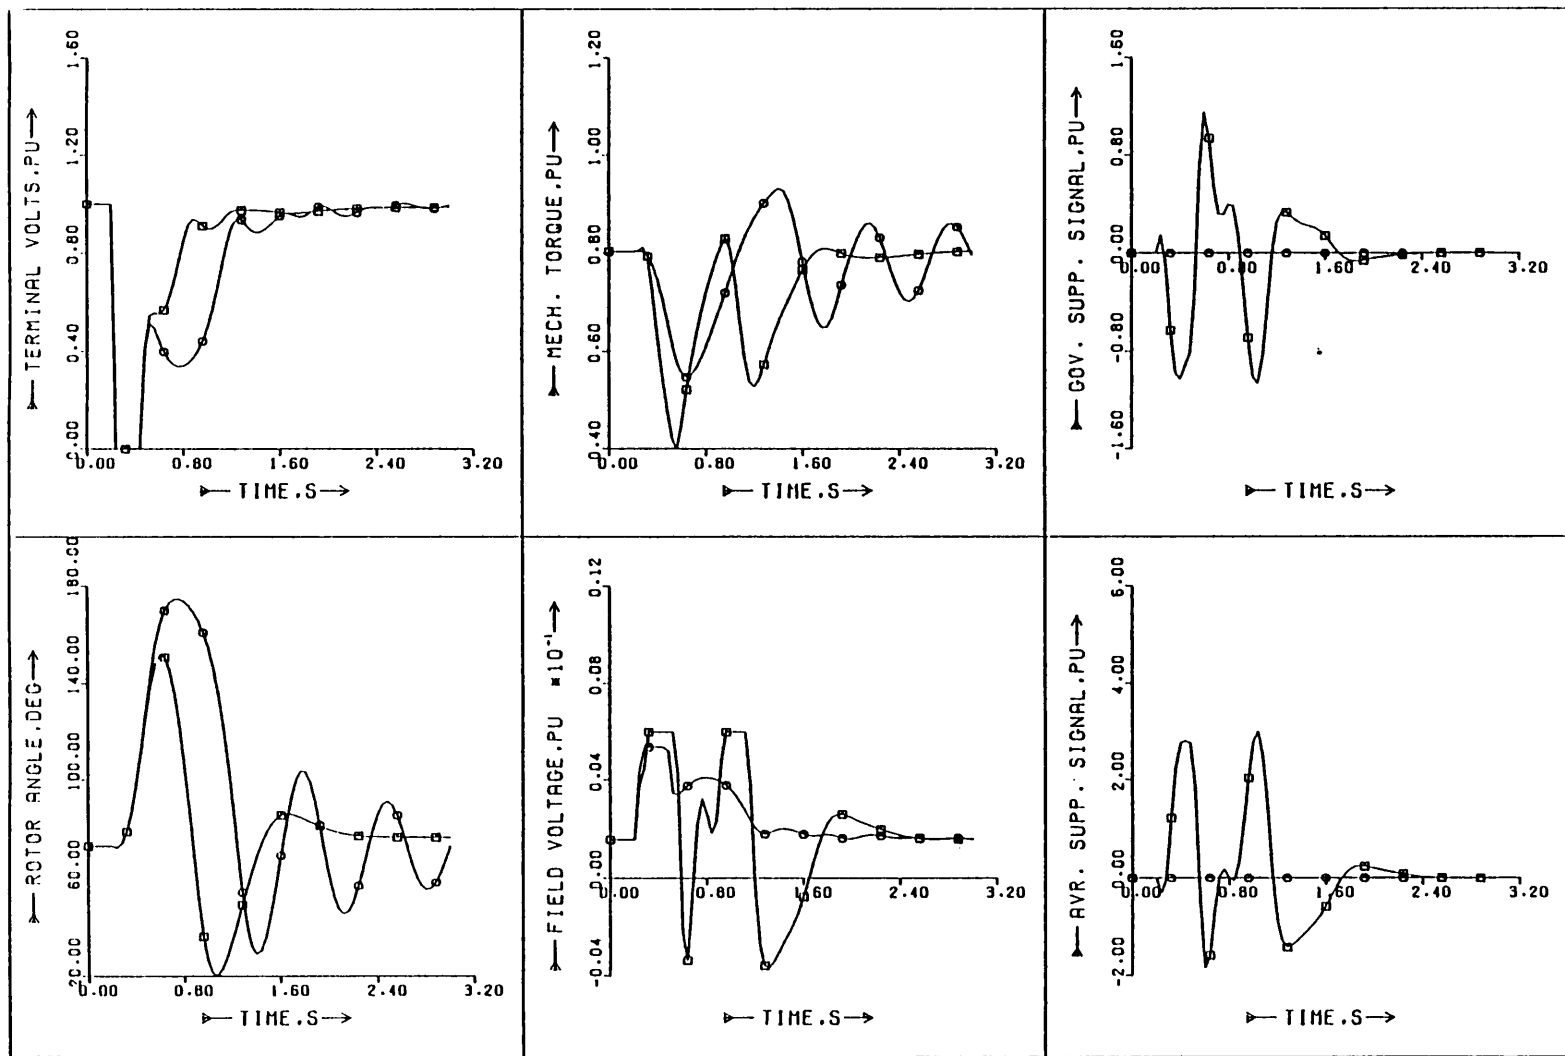 1.60
1.20
0.80
0.40
0.00
TERMINAL VOLTS.PU
0.00 0.80 1.60 2.40 3.20
TIME.S
1.20
1.00
0.80
0.60
0.40
MECH. TORQUE.PU
0.00 0.80 1.60 2.40 3.20
TIME.S
1.60
0.80
0.00
-0.80
-1.60
GOV. SUPP. SIGNAL.PU
0.00 0.80 1.60 2.40 3.20
TIME.S
180.00
140.00
100.00
60.00
20.00
ROTOR ANGLE.DEG
0.00 0.80 1.60 2.40 3.20
TIME.S
0.12
0.08
0.04
0.00
-0.04
FIELD VOLTAGE.PU *10⁻¹
0.00 0.80 1.60 2.40 3.20
TIME.S
6.00
4.00
2.00
0.00
-2.00
AVR. SUPP. SIGNAL.PU
0.00 0.80 1.60 2.40 3.20
TIME.S